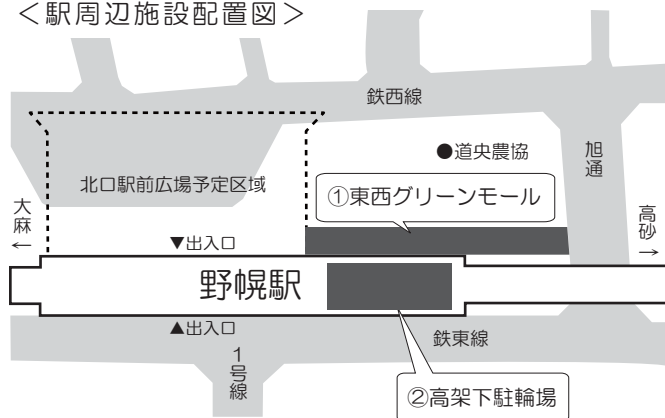 ＜駅周辺施設配置図＞
鉄西線
●道央農協
旭通
北口駅前広場予定区域
①東西グリーンモール
大麻
←
高砂
→
▼出入口
野幌駅
▲出入口
鉄東線
1号線
②高架下駐輪場